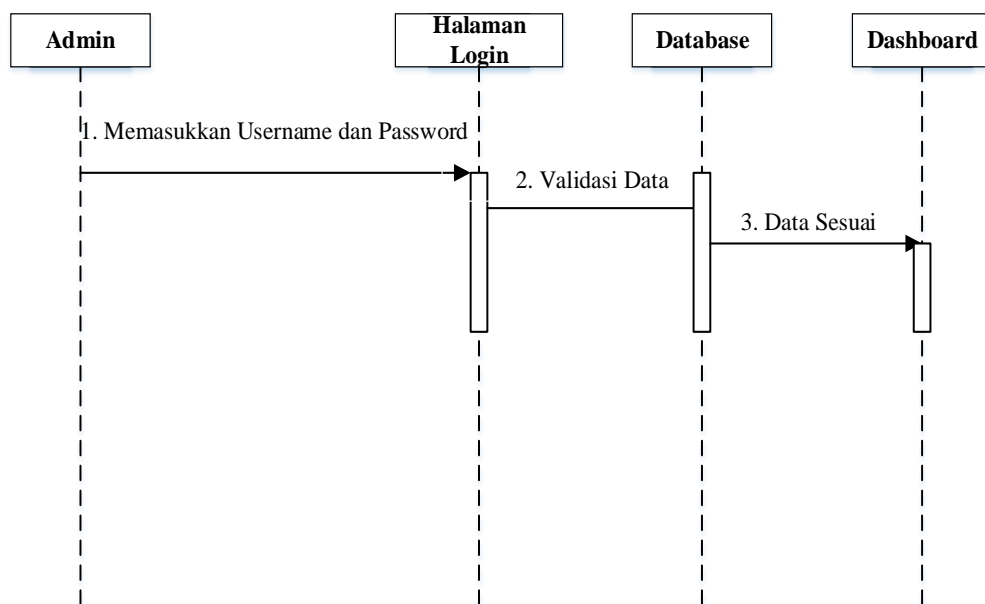 Admin
Halaman
Login
Database
Dashboard
1. Memasukkan Username dan Password
2. Validasi Data
3. Data Sesuai